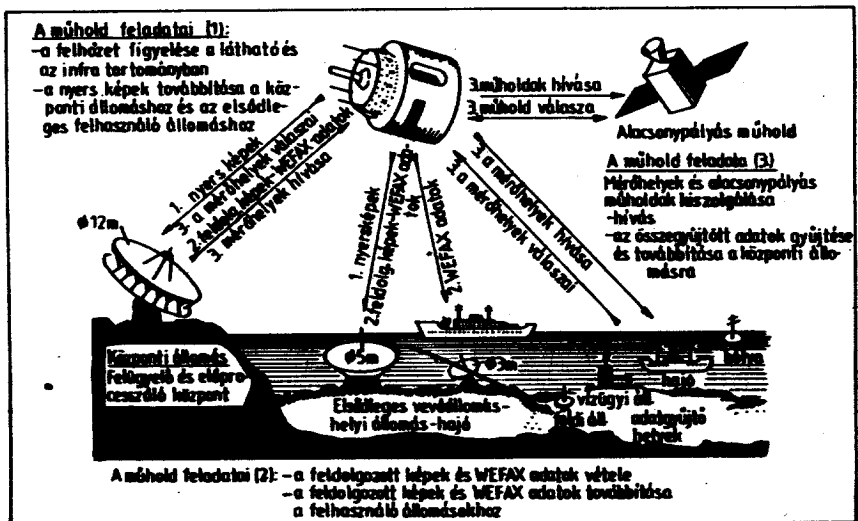 A műhold feladatai (1):
-a felhőzet figyelése a látható és
az infra tartományban
-a nyers képek továbbítása a köz-
ponti állomáshoz és az elsődle-
ges felhasználó állomáshoz
3.műholdak hívása
3.műhold válasza
Alacsonypályás műhold
A műhold feladata (3.)
Mérőhelyek és alacsonypályás
műholdak kiszolgálása
-hívás
-az összegyűjtött adatok gyűjtése
és továbbítása a központi állo-
másra
1. nyers képek
3. a mérőhelyek válaszai
2.feldolg. képek-WEFAX adatok
3. mérőhelyek hívása
1. nyersképek
2.feldolg. képek-WEFAX ada-
tok
2. WEFAX adatok
3. a mérőhelyek hívása
3. a mérőhelyek válaszai
ø12m
Központi állomás
Felügyelő és előpro-
cesszáló központ
ø5m
ø3m
Elsődleges vevőállomás-
helyi állomás-hajó
vízügyi áll.
áll.
hajó
bólya
adatgyűjtő
helyek
A műhold feladatai (2): -a feldolgozott képek és WEFAX adatok vétele
-a feldolgozott képek és WEFAX adatok továbbítása
a felhasználó állomásokhoz